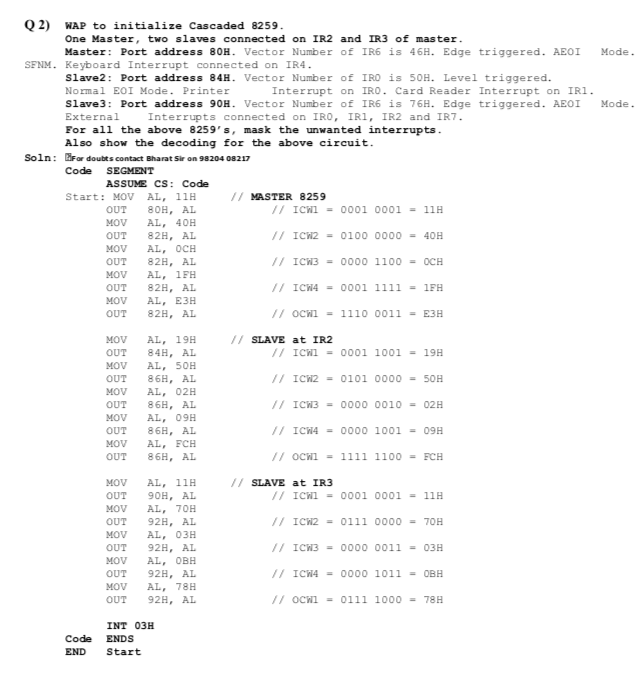 Q 2) WAP to initialize Cascaded 8259.
One Master, two slaves connected on IR2 and IR3 of master.
Master: Port address 80H. Vector Number of IR6 is 46H. Edge triggered. AEOI Mode.
SFNM. Keyboard Interrupt connected on IR4.
Slave2: Port address 84H. Vector Number of IR0 is 50H. Level triggered.
Normal EOI Mode. Printer Interrupt on IR0. Card Reader Interrupt on IR1.
Slave3: Port address 90H. Vector Number of IR6 is 76H. Edge triggered. AEOI Mode.
External Interrupts connected on IR0, IR1, IR2 and IR7.
For all the above 8259's, mask the unwanted interrupts.
Also show the decoding for the above circuit.
Soln: For doubts contact Bharat Sir on 98204 08217
Code SEGMENT
ASSUME CS: Code
Start: MOV AL, 11H // MASTER 8259
OUT 80H, AL // ICW1 = 0001 0001 = 11H
MOV AL, 40H
OUT 82H, AL // ICW2 = 0100 0000 = 40H
MOV AL, 0CH
OUT 82H, AL // ICW3 = 0000 1100 = 0CH
MOV AL, 1FH
OUT 82H, AL // ICW4 = 0001 1111 = 1FH
MOV AL, E3H
OUT 82H, AL // OCW1 = 1110 0011 = E3H
MOV AL, 19H // SLAVE at IR2
OUT 84H, AL // ICW1 = 0001 1001 = 19H
MOV AL, 50H
OUT 86H, AL // ICW2 = 0101 0000 = 50H
MOV AL, 02H
OUT 86H, AL // ICW3 = 0000 0010 = 02H
MOV AL, 09H
OUT 86H, AL // ICW4 = 0000 1001 = 09H
MOV AL, FCH
OUT 86H, AL // OCW1 = 1111 1100 = FCH
MOV AL, 11H // SLAVE at IR3
OUT 90H, AL // ICW1 = 0001 0001 = 11H
MOV AL, 70H
OUT 92H, AL // ICW2 = 0111 0000 = 70H
MOV AL, 03H
OUT 92H, AL // ICW3 = 0000 0011 = 03H
MOV AL, 0BH
OUT 92H, AL // ICW4 = 0000 1011 = 0BH
MOV AL, 78H
OUT 92H, AL // OCW1 = 0111 1000 = 78H
INT 03H
Code ENDS
END Start